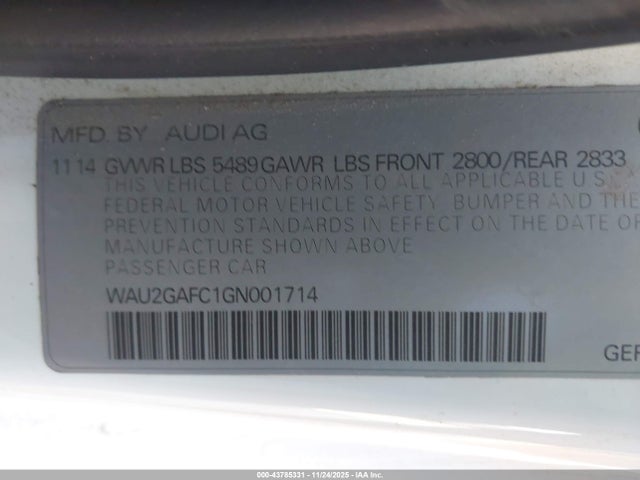 MFD. BY AUDI AG
11 14 GVWR LBS 5489 GAWR LBS FRONT 2800/REAR 2833
THIS VEHICLE CONFORMS TO ALL APPLICABLE U.S.
FEDERAL MOTOR VEHICLE SAFETY, BUMPER AND THE
PREVENTION STANDARDS IN EFFECT ON THE DATE OF
MANUFACTURE SHOWN ABOVE
PASSENGER CAR
WAU2GAFC1GN001714
GER
000-43785331 - 11/24/2025 - IAA Inc.